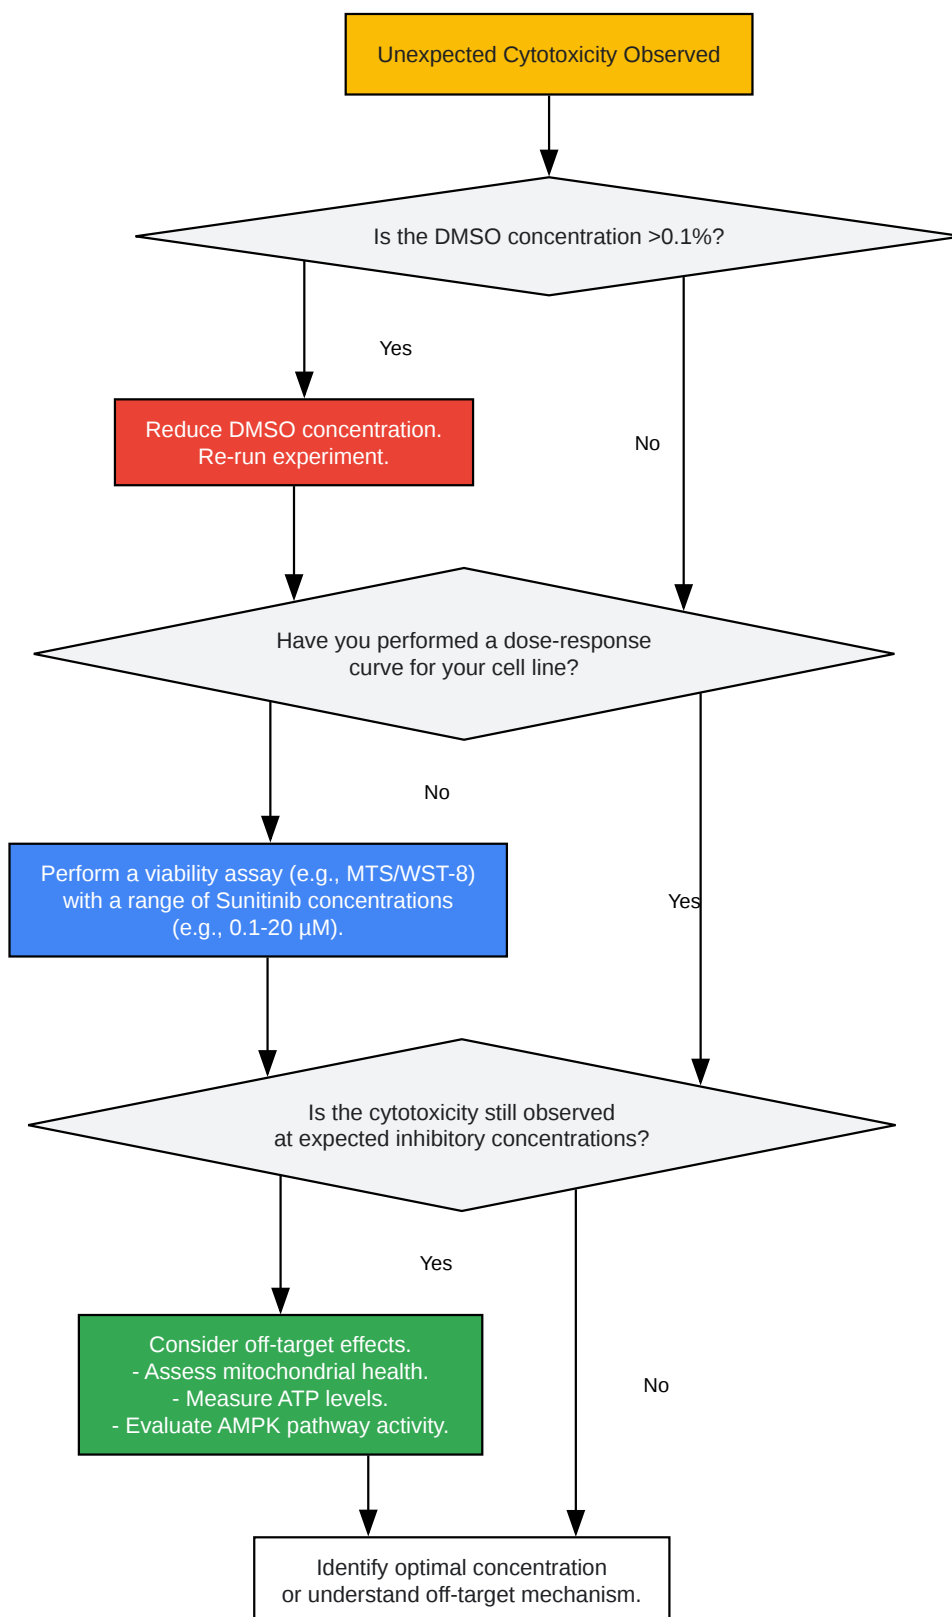 Unexpected Cytotoxicity Observed
Is the DMSO concentration >0.1%?
Yes
Reduce DMSO concentration.
Re-run experiment.
No
Have you performed a dose-response
curve for your cell line?
No
Perform a viability assay (e.g., MTS/WST-8)
with a range of Sunitinib concentrations
(e.g., 0.1-20 µM).
Yes
Is the cytotoxicity still observed
at expected inhibitory concentrations?
Yes
Consider off-target effects.
- Assess mitochondrial health.
- Measure ATP levels.
- Evaluate AMPK pathway activity.
No
Identify optimal concentration
or understand off-target mechanism.